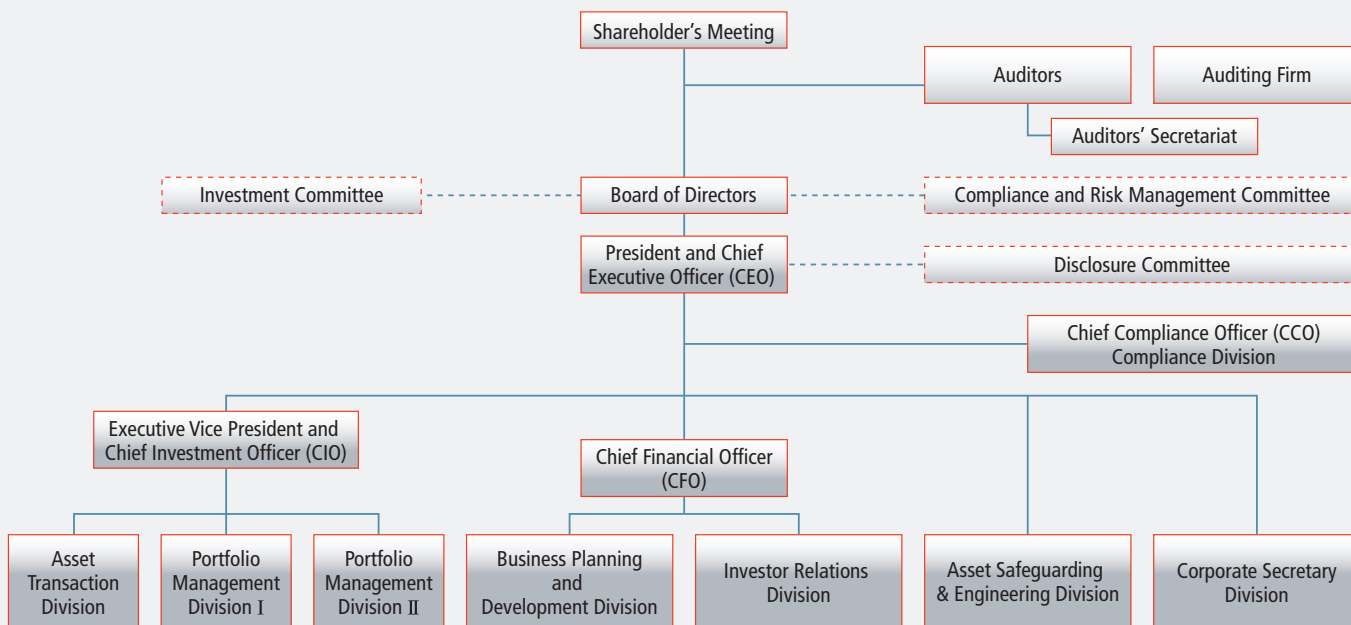 Shareholder's Meeting
Auditors
Auditing Firm
Auditors' Secretariat
Investment Committee
Board of Directors
Compliance and Risk Management Committee
President and Chief
Executive Officer (CEO)
Disclosure Committee
Chief Compliance Officer (CCO)
Compliance Division
Executive Vice President and
Chief Investment Officer (CIO)
Chief Financial Officer
(CFO)
Asset
Transaction
Division
Portfolio
Management
Division I
Portfolio
Management
Division II
Business Planning
and
Development Division
Investor Relations
Division
Asset Safeguarding
& Engineering Division
Corporate Secretary
Division